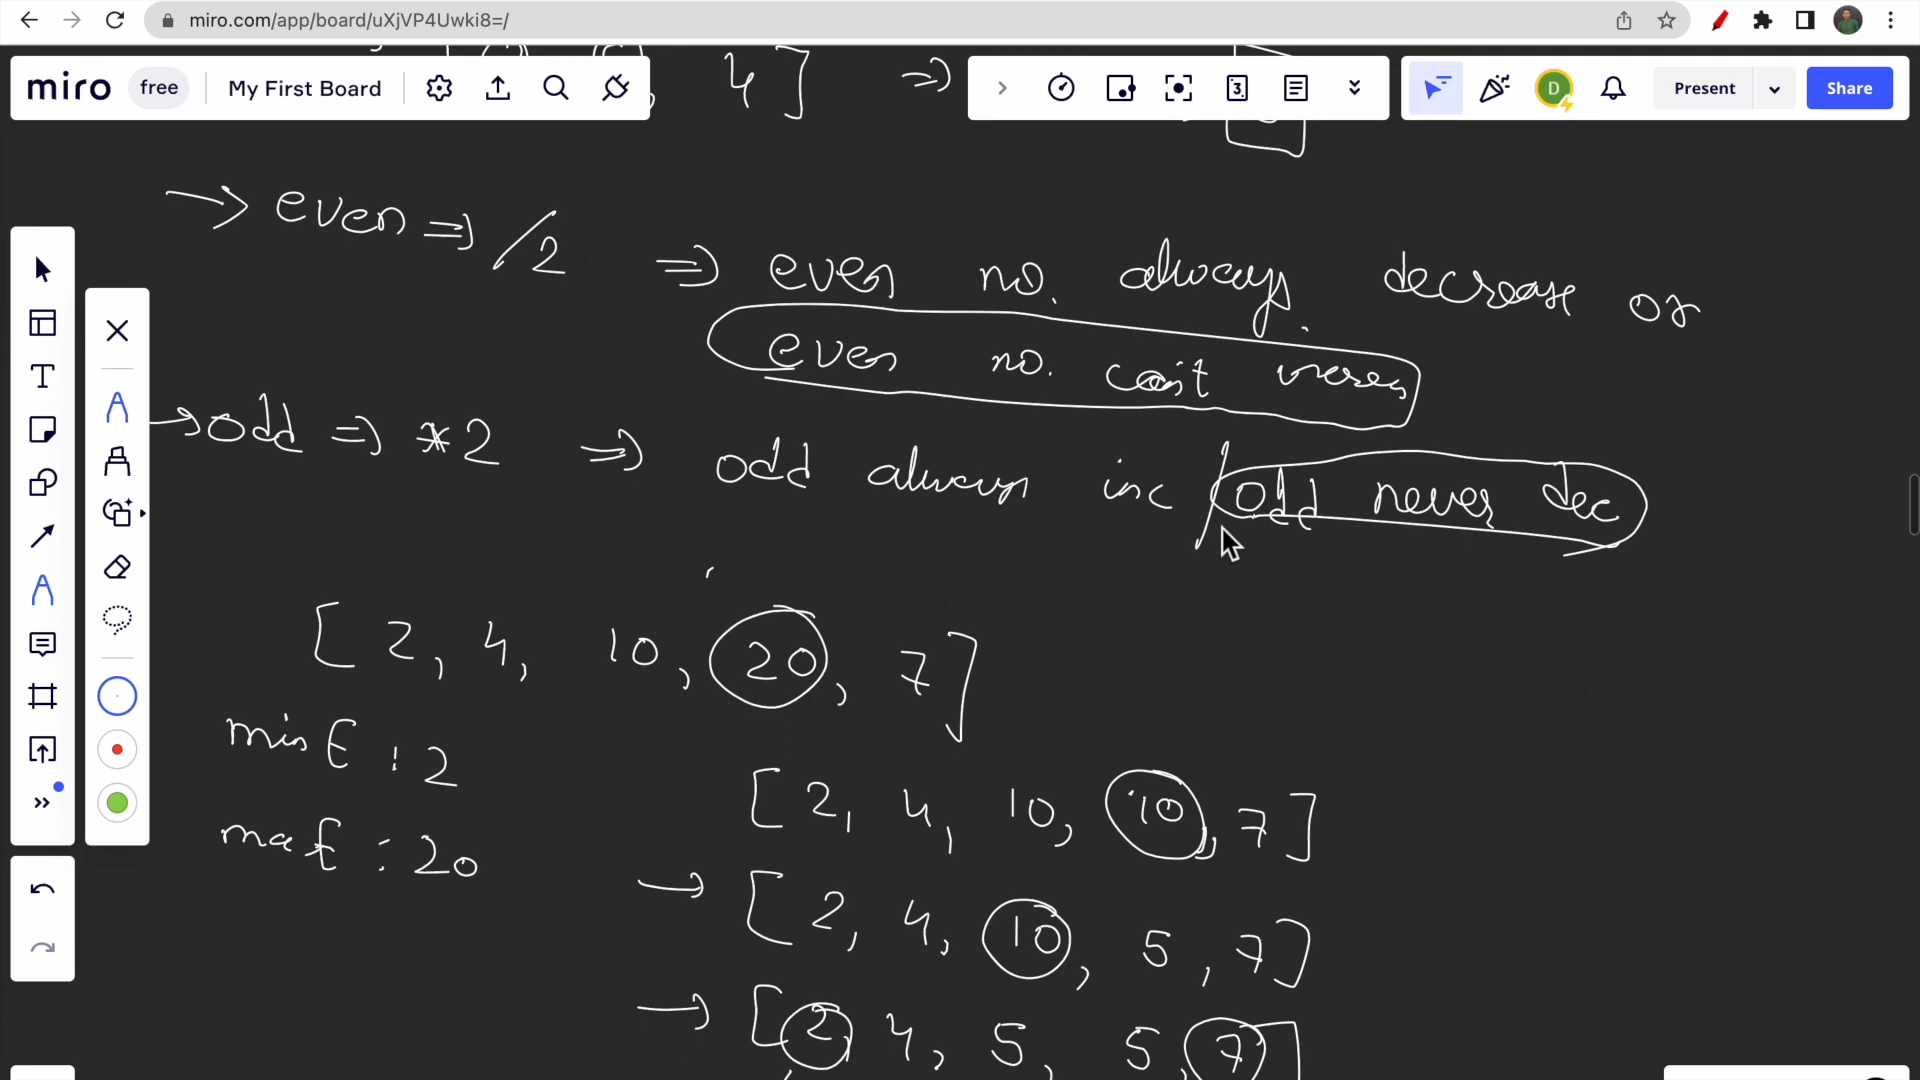 miro.com/app/board/uXjVP4Uwki8=/
miro free My First Board
3
D
Present
Share
4 ] =>
-> even => /2
=> even no. always decrease or
even no. can't
-> odd => *2 => odd always inc / odd never dec
[ 2, 4, 10, 20, 7 ]
min E : 2
[ 2, 4, 10, 10, 7 ]
max E : 20
-> [ 2, 4, 10, 5, 7 ]
-> [ 2, 4, 5, 5, 7 ]
T